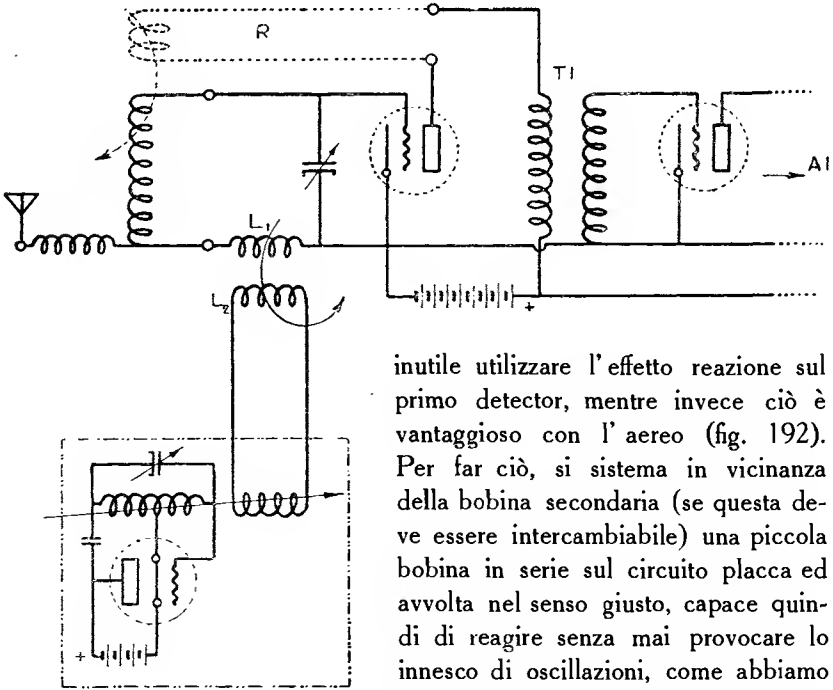 R
T1
A1
L₁
L₂
+
+
inutile utilizzare l'effetto reazione sul
primo detector, mentre invece ciò è
vantaggioso con l'aereo (fig. 192).
Per far ciò, si sistema in vicinanza
della bobina secondaria (se questa de-
ve essere intercambiabile) una piccola
bobina in serie sul circuito placca ed
avvolta nel senso giusto, capace quin-
di di reagire senza mai provocare lo
innesco di oscillazioni, come abbiamo